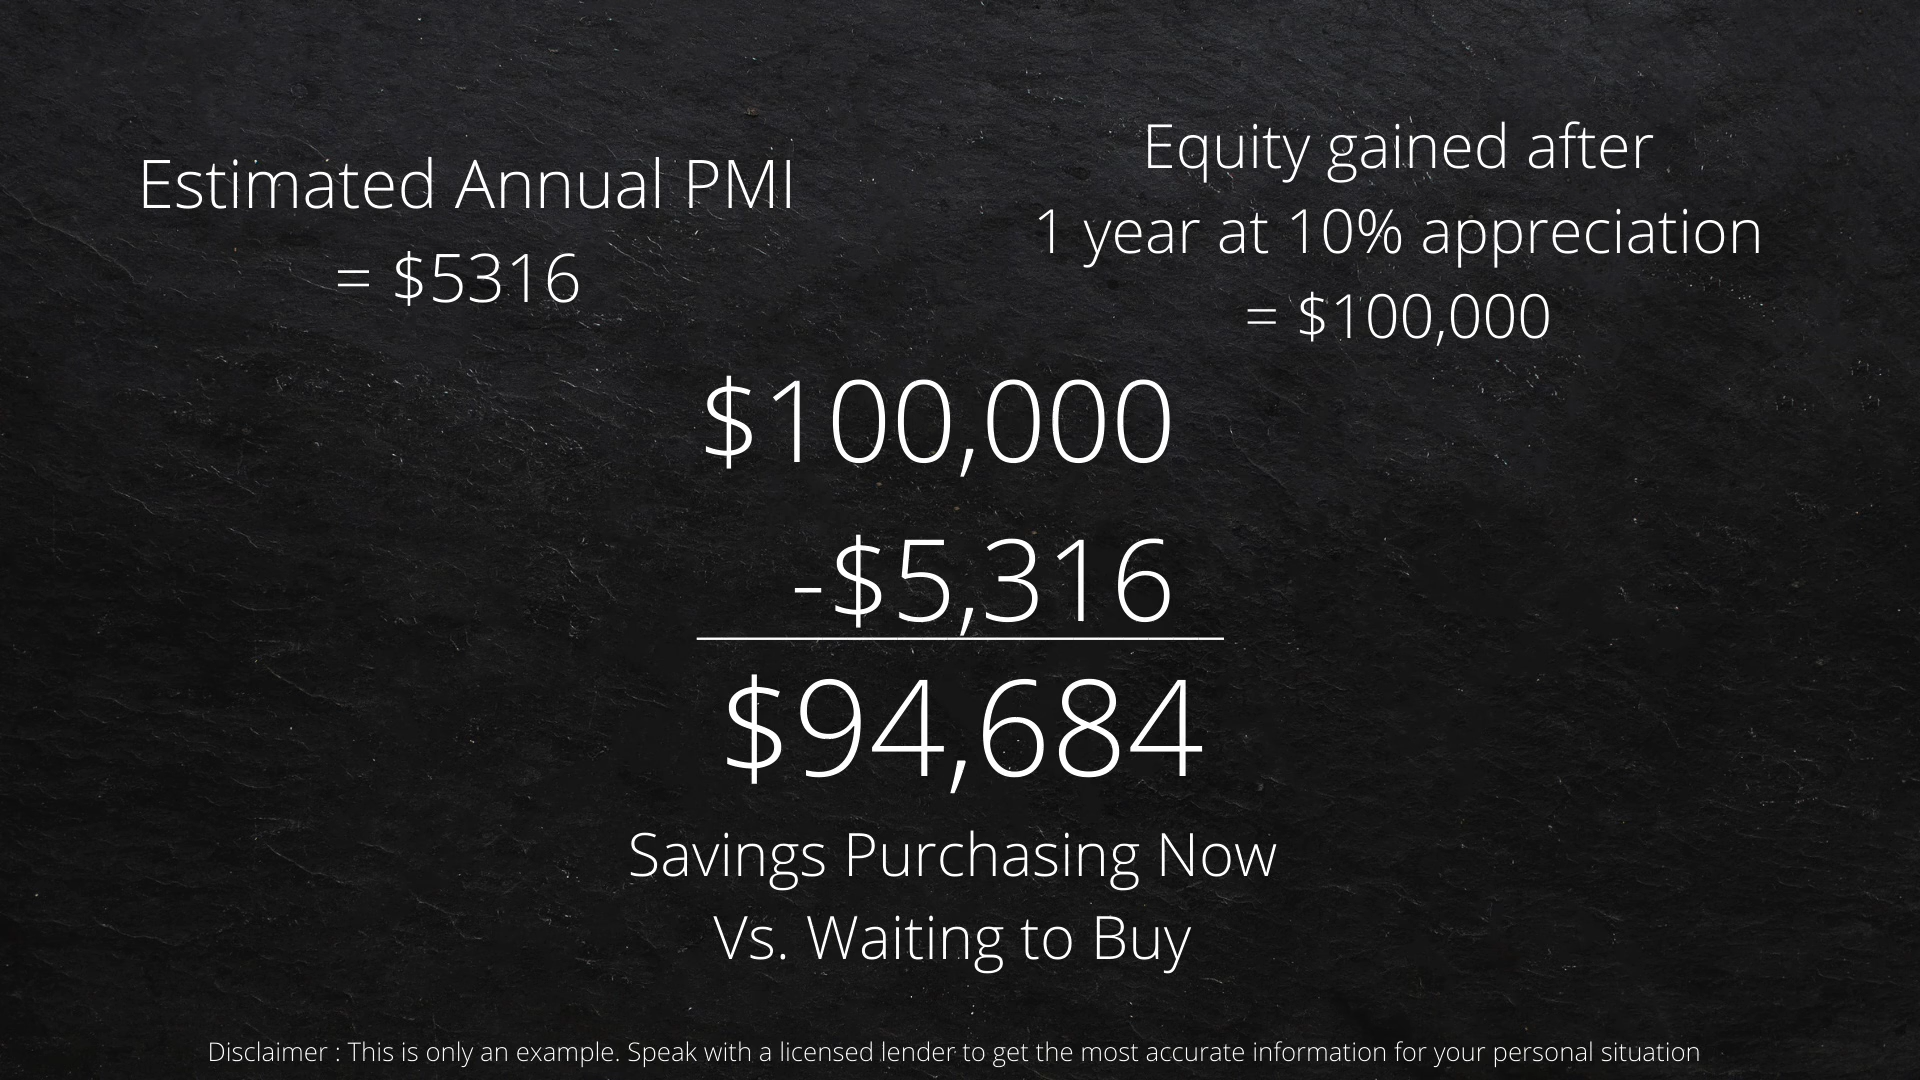 Estimated Annual PMI
= $5316
Equity gained after
1 year at 10% appreciation
= $100,000
$100,000
-$5,316
$94,684
Savings Purchasing Now
Vs. Waiting to Buy
Disclaimer : This is only an example. Speak with a licensed lender to get the most accurate information for your personal situation